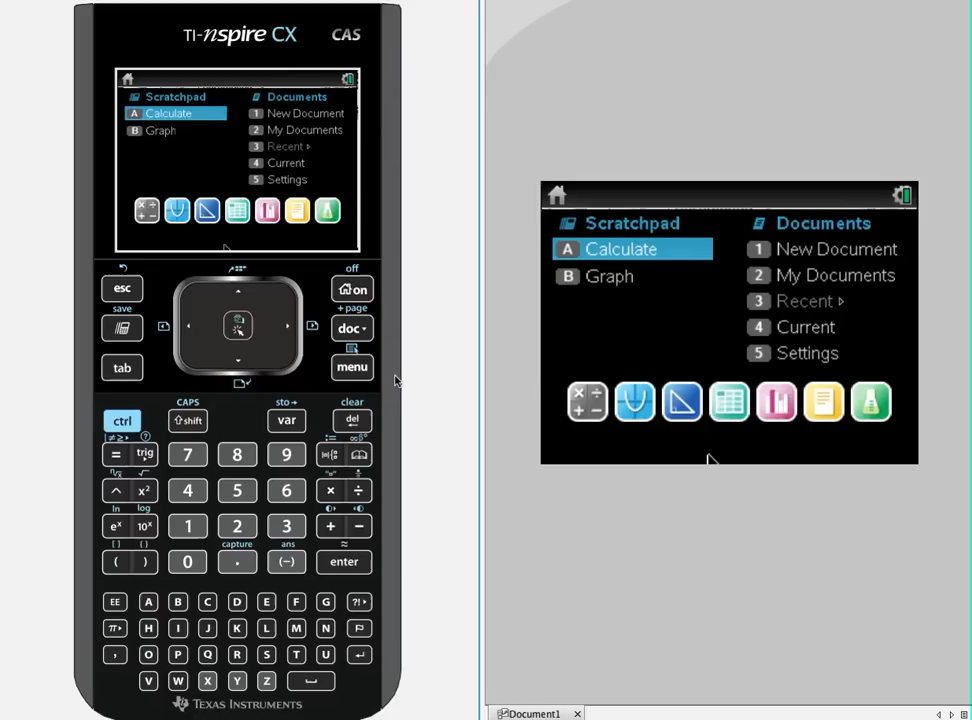 TI-nspire CX CAS
Scratchpad Documents
A Calculate 1 New Document
B Graph 2 My Documents
3 Recent
4 Current
5 Settings
off
esc on
save +page
doc
tab menu
CAPS sto→ clear
ctrl shift var del
|≠≥▸ ? := ∞β°
= trig 7 8 9
ⁿ√x √ "□"
^ x² 4 5 6 × ÷
ln log
eˣ 10ˣ 1 2 3 + −
[ ] { } capture ans ≈
( ) 0 . (−) enter
EE A B C D E F G ?!▸
π▸ H I J K L M N
, O P Q R S T U
V W X Y Z
TEXAS INSTRUMENTS
Scratchpad Documents
A Calculate 1 New Document
B Graph 2 My Documents
3 Recent
4 Current
5 Settings
Document1